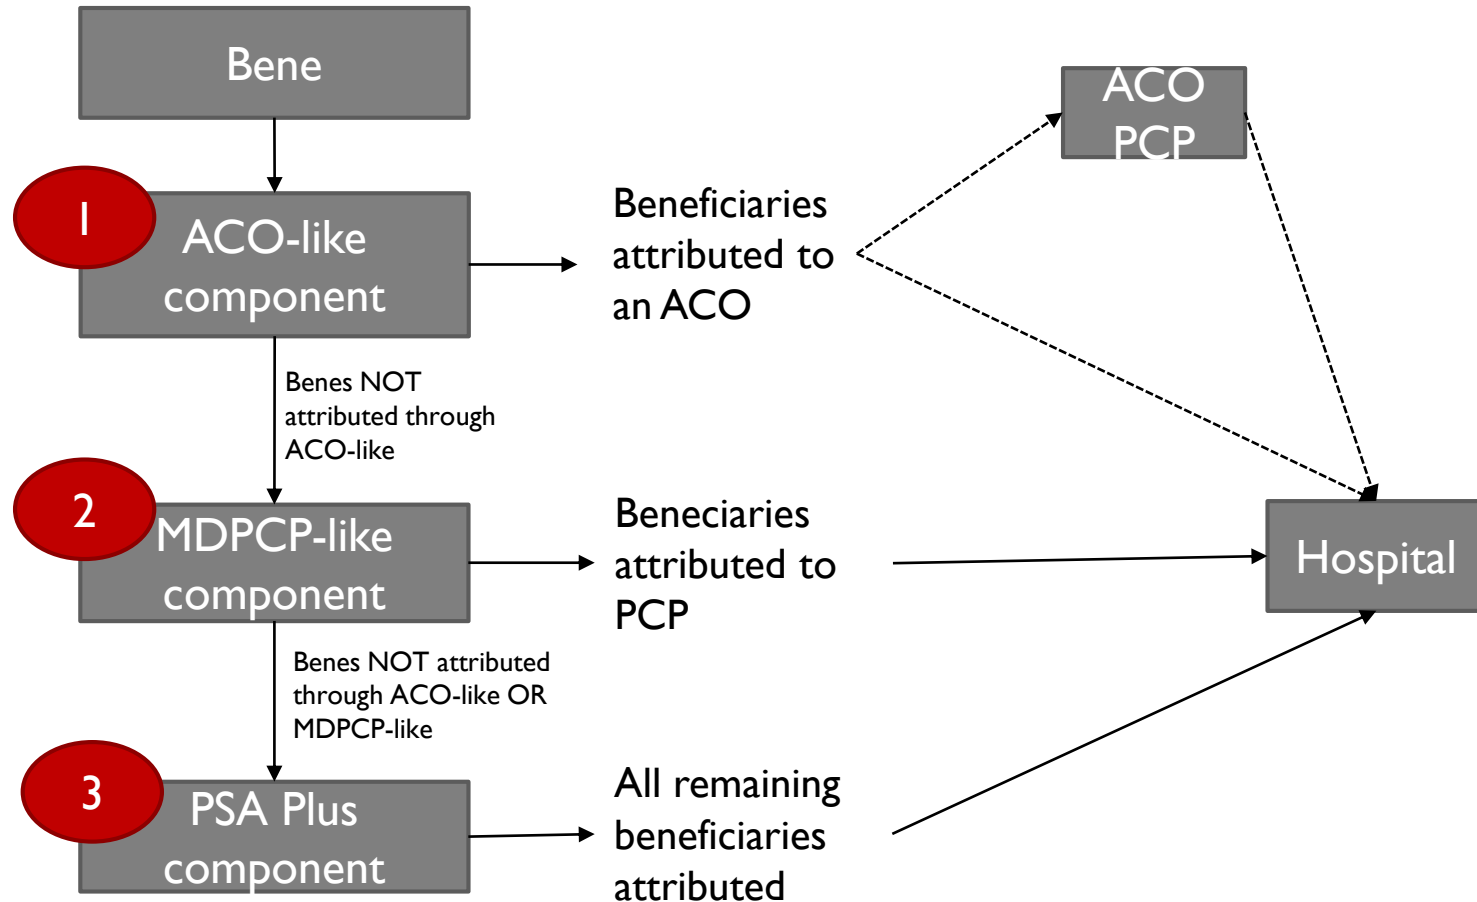 Bene
ACO
PCP
1
ACO-like
component
Beneficiaries
attributed to
an ACO
Benes NOT
attributed through
ACO-like
2
MDPCP-like
component
Beneciaries
attributed to
PCP
Hospital
Benes NOT attributed
through ACO-like OR
MDPCP-like
3
PSA Plus
component
All remaining
beneficiaries
attributed